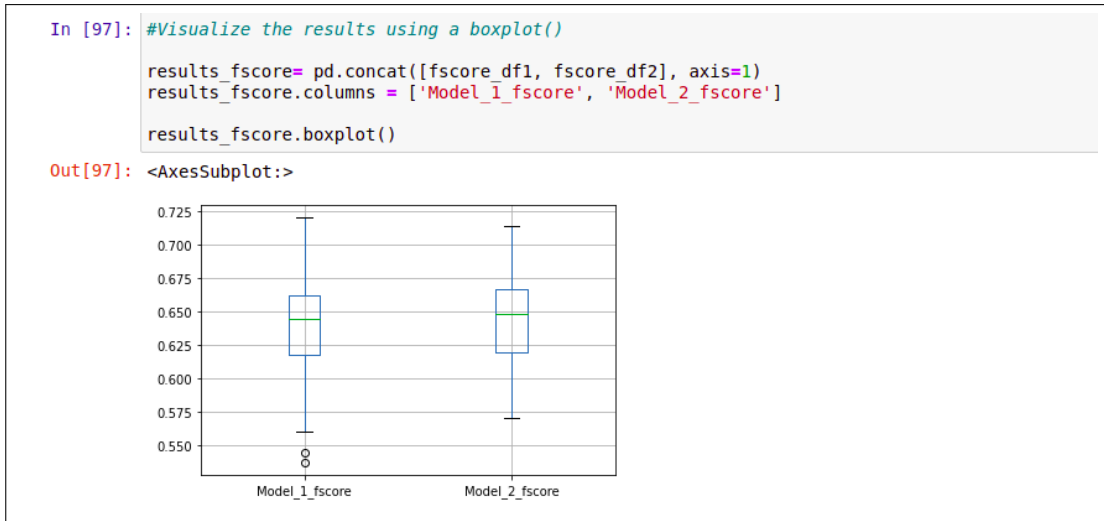 In [97]: #Visualize the results using a boxplot()
results_fscore= pd.concat([fscore_df1, fscore_df2], axis=1)
results_fscore.columns = ['Model_1_fscore', 'Model_2_fscore']
results_fscore.boxplot()
Out[97]: <AxesSubplot:>
0.725
0.700
0.675
0.650
0.625
0.600
0.575
0.550
Model_1_fscore Model_2_fscore